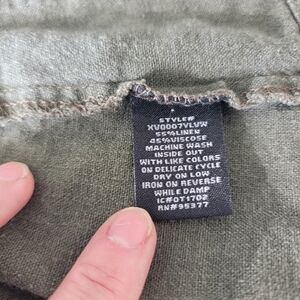 STYLE#
XV0007YLVW
55%LINEN
45%VISCOSE
MACHINE WASH
INSIDE OUT
WITH LIKE COLORS
ON DELICATE CYCLE
DRY ON LOW
IRON ON REVERSE
WHILE DAMP
IC#OT1702
RN#95377